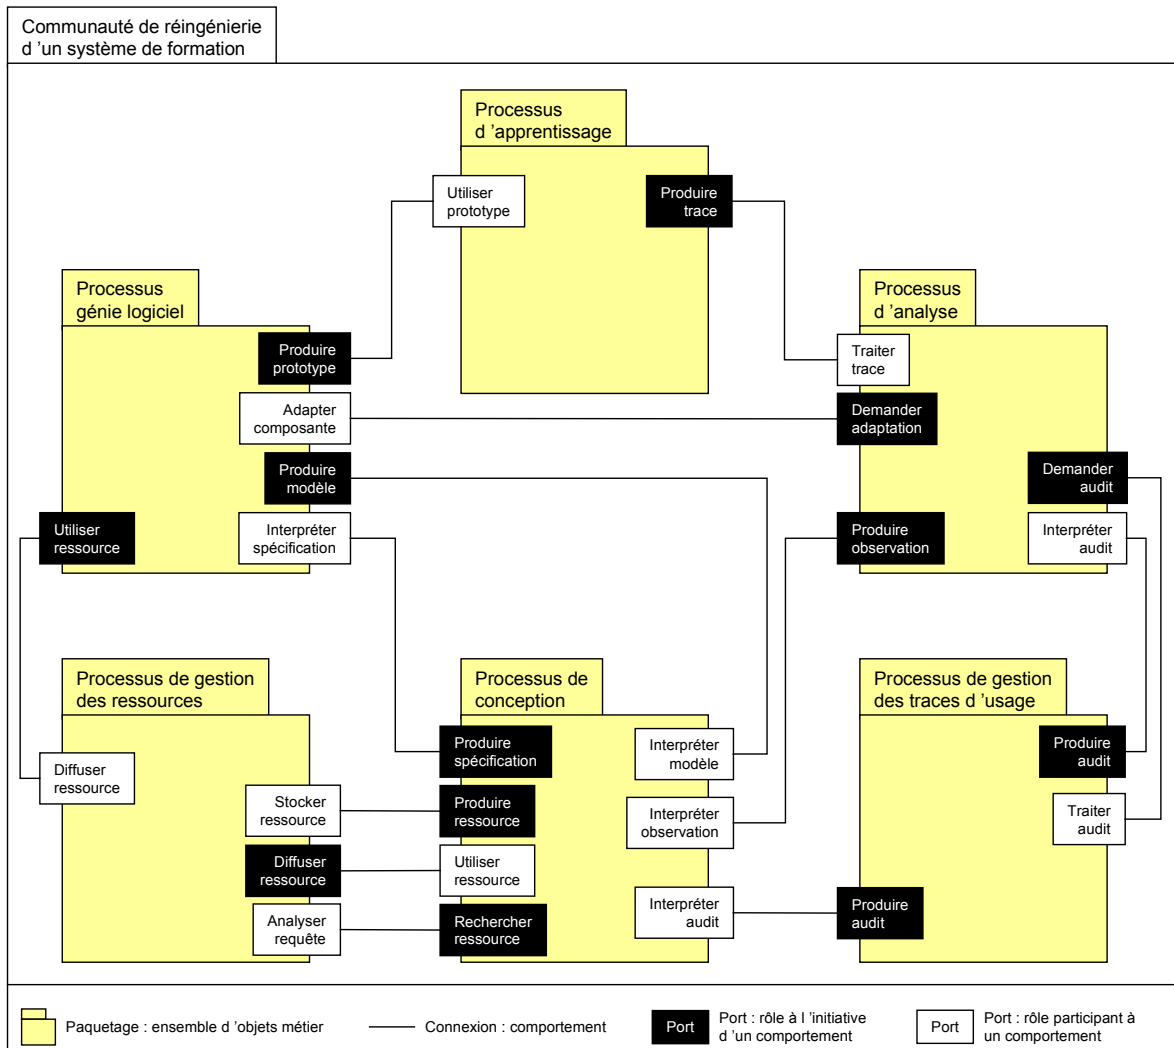 Communauté de réingénierie
d ’un système de formation
Processus
d ’apprentissage
Utiliser
prototype
Produire
trace
Processus
génie logiciel
Produire
prototype
Adapter
composante
Produire
modèle
Utiliser
ressource
Interpréter
spécification
Processus
d ’analyse
Traiter
trace
Demander
adaptation
Demander
audit
Produire
observation
Interpréter
audit
Processus de gestion
des ressources
Diffuser
ressource
Stocker
ressource
Diffuser
ressource
Analyser
requête
Processus de
conception
Produire
spécification
Interpréter
modèle
Produire
ressource
Interpréter
observation
Utiliser
ressource
Rechercher
ressource
Interpréter
audit
Processus de gestion
des traces d ’usage
Produire
audit
Traiter
audit
Produire
audit
Paquetage : ensemble d ’objets métier
Connexion : comportement
Port
Port : rôle à l ’initiative
d ’un comportement
Port
Port : rôle participant à
un comportement